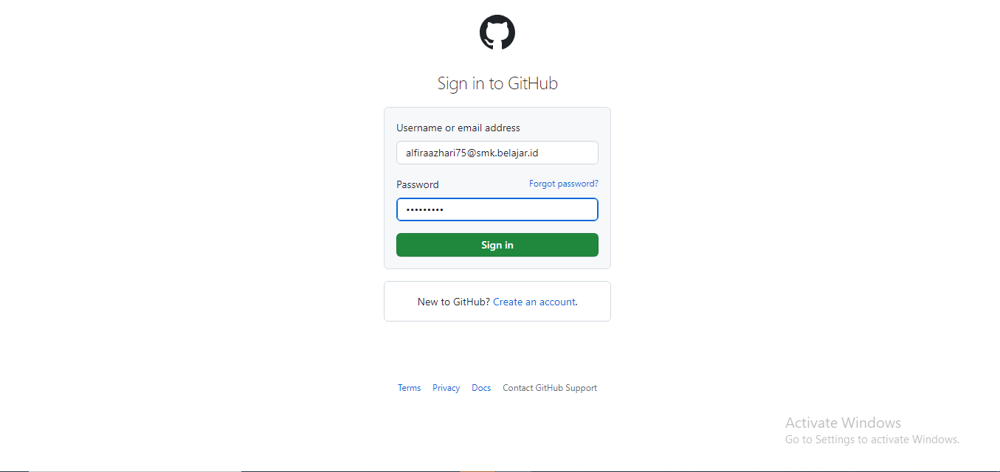 Sign in to GitHub
Username or email address
alfiraazhari75@smk.belajar.id
Password Forgot password?
•••••••••
Sign in
New to GitHub? Create an account.
Terms Privacy Docs Contact GitHub Support
Activate Windows
Go to Settings to activate Windows.